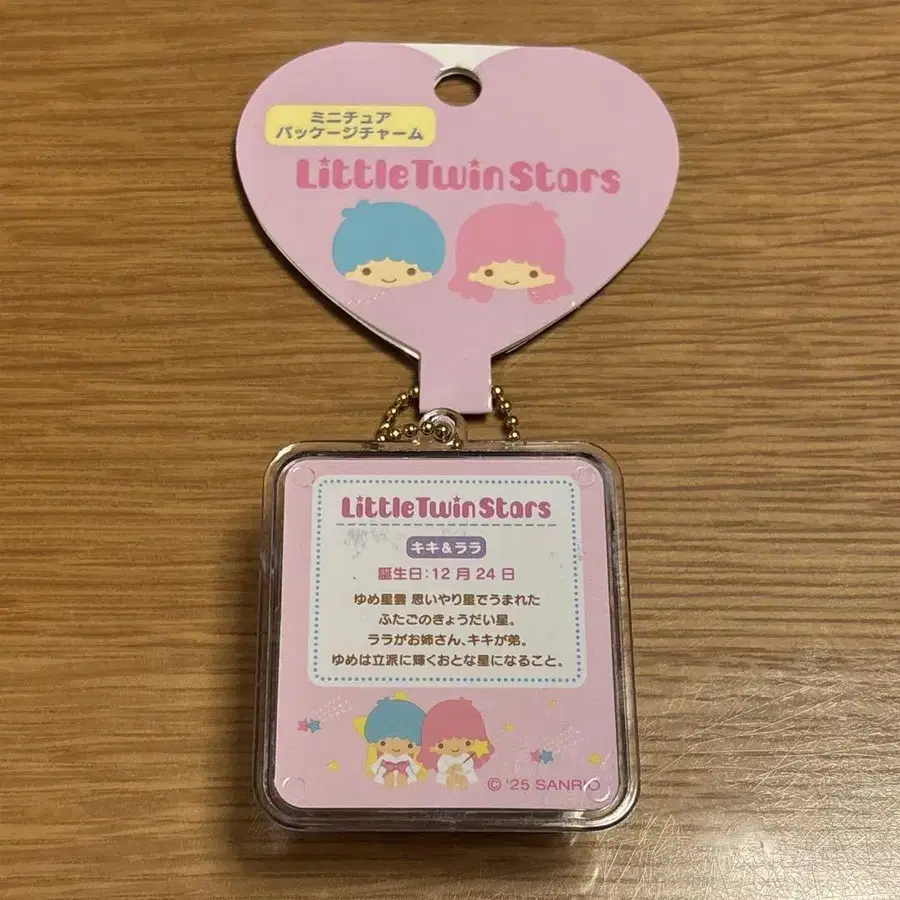 ミニチュア
パッケージチャーム
LittleTwinStars
LittleTwinStars
キキ&ララ
誕生日:12月24日
ゆめ星雲 思いやり星でうまれた
ふたごのきょうだい星。
ララがお姉さん、キキが弟。
ゆめは立派に輝くおとな星になること。
© '25 SANRIO